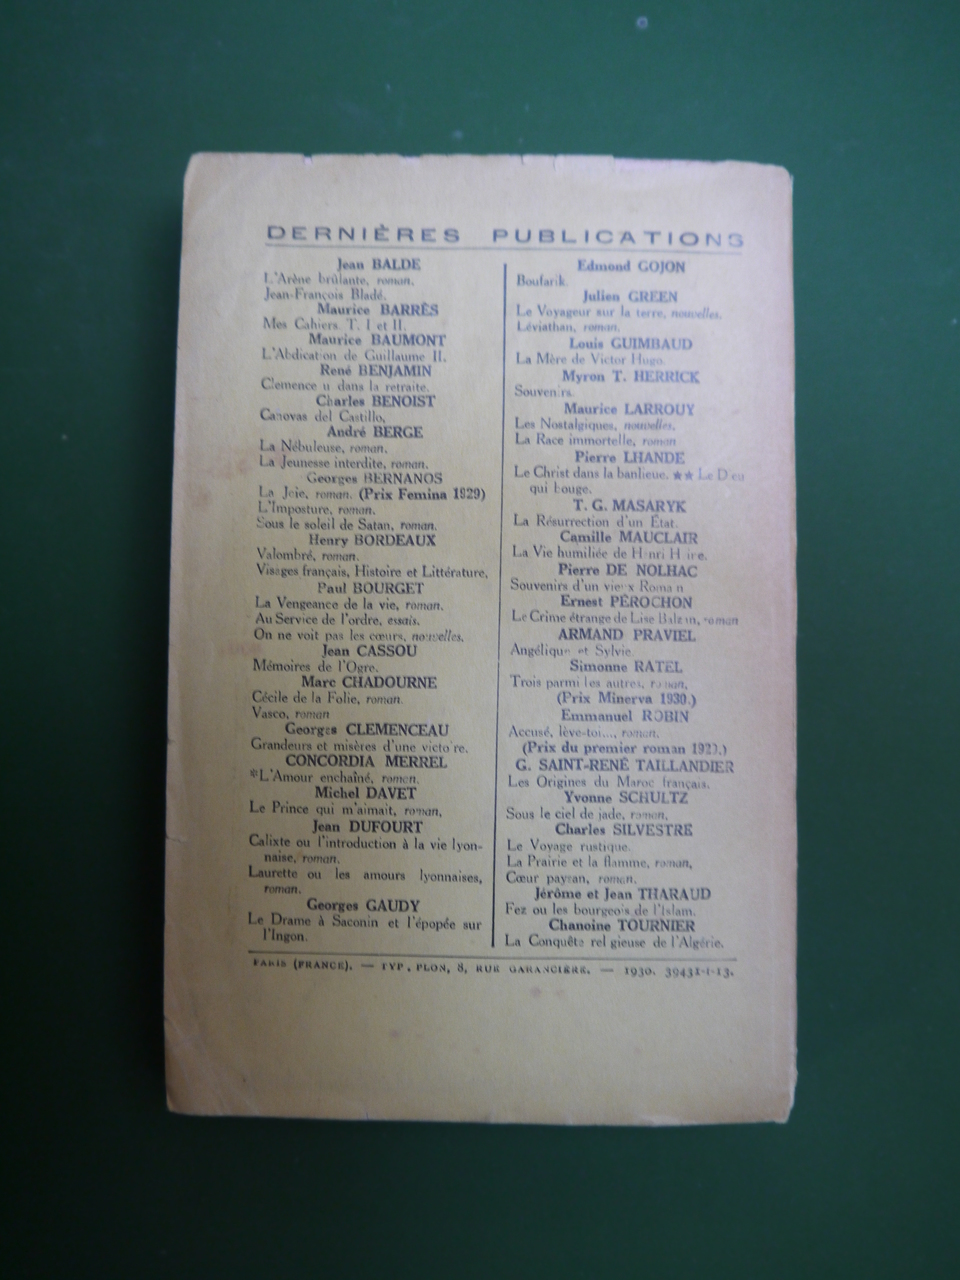 DERNIÈRES PUBLICATIONS
Jean BALDE
L'Arène brûlante, roman.
Jean-François Bladé.
Maurice BARRÈS
Mes Cahiers. T. I et II.
Maurice BAUMONT
L'Abdication de Guillaume II.
René BENJAMIN
Clemence u dans la retraite.
Charles BENOIST
Canovas del Castillo,
André BERGE
La Nébuleuse, roman.
La Jeunesse interdite, roman.
Georges BERNANOS
La Joie, roman. (Prix Femina 1929)
L'Imposture, roman.
Sous le soleil de Satan, roman.
Henry BORDEAUX
Valombré, roman.
Visages français, Histoire et Littérature,
Paul BOURGET
La Vengeance de la vie, roman.
Au Service de l'ordre, essais.
On ne voit pas les cœurs, nouvelles,
Jean CASSOU
Mémoires de l'Ogre.
Marc CHADOURNE
Cécile de la Folie, roman.
Vasco, roman
Georges CLEMENCEAU
Grandeurs et misères d'une victo re.
CONCORDIA MERREL
*L'Amour enchaîné, roman.
Michel DAVET
Le Prince qui m'aimait, roman,
Jean DUFOURT
Calixte ou l'introduction à la vie lyon-
naise, roman.
Laurette ou les amours lyonnaises,
roman.
Georges GAUDY
Le Drame à Saconin et l'épopée sur
l'Ingon.
Edmond GOJON
Boufarik.
Julien GREEN
Le Voyageur sur la terre, nouvelles.
Léviathan, roman.
Louis GUIMBAUD
La Mère de Victor Hugo.
Myron T. HERRICK
Souvenirs.
Maurice LARROUY
Les Nostalgiques, nouvelles,
La Race immortelle, roman
Pierre LHANDE
Le Christ dans la banlieue. ★★ Le D eu
qui bouge.
T. G. MASARYK
La Résurrection d'un État.
Camille MAUCLAIR
La Vie humiliée de Henri H ire.
Pierre DE NOLHAC
Souvenirs d'un vieux Romain
Ernest PÉROCHON
Le Crime étrange de Lise Balzan, roman
ARMAND PRAVIEL
Angélique et Sylvie.
Simonne RATEL
Trois parmi les autres, roman,
(Prix Minerva 1930.)
Emmanuel ROBIN
Accusé, lève-toi..., roman.
(Prix du premier roman 1929.)
G. SAINT-RENÉ TAILLANDIER
Les Origines du Maroc français.
Yvonne SCHULTZ
Sous le ciel de jade, roman,
Charles SILVESTRE
Le Voyage rustique.
La Prairie et la flamme, roman,
Cœur paysan, roman.
Jérôme et Jean THARAUD
Fez ou les bourgeois de l'Islam.
Chanoine TOURNIER
La Conquête rel gieuse de l'Algérie.
PARIS (FRANCE). — TYP. PLON, 8, RUE GARANCIÈRE. — 1930. 39431-I-13.